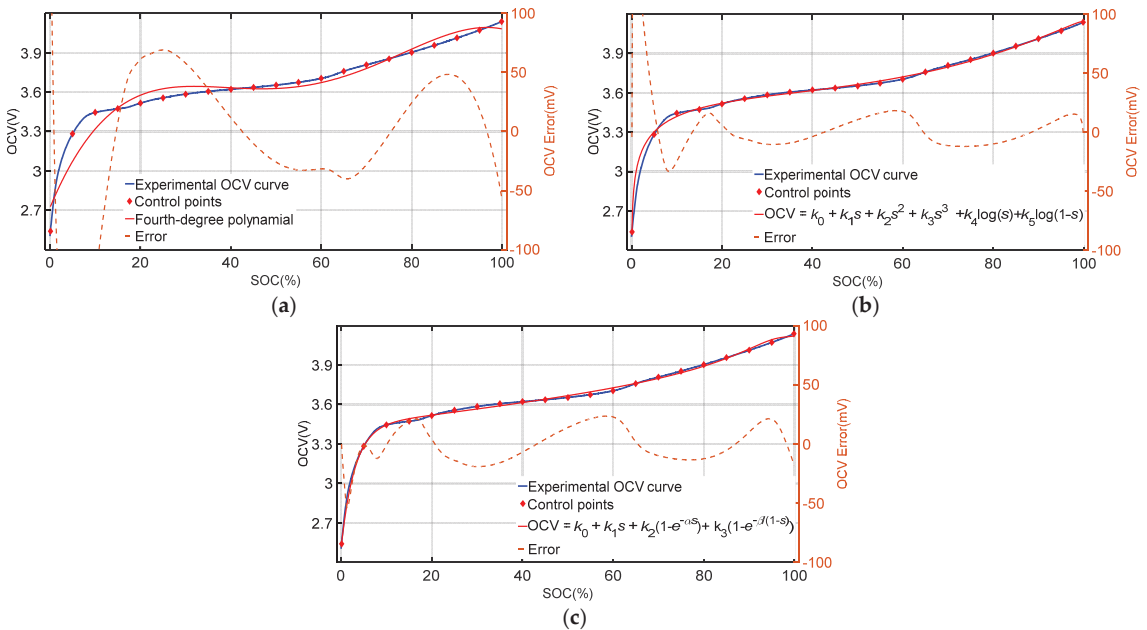 100
3.9
50
3.6
OCV(V)
3.3
0
OCV Error(mV)
3
Experimental OCV curve
Control points
Fourth-degree polynamial
Error
-50
2.7
-100
0
20
40
60
80
100
SOC(%)
(a)
100
3.9
50
3.6
OCV(V)
3.3
0
OCV Error(mV)
3
Experimental OCV curve
Control points
OCV = k0 + k1s + k2s2 + k3s3 +k4log(s)+k5log(1-s)
Error
-50
2.7
-100
0
20
40
60
80
100
SOC(%)
(b)
100
3.9
50
3.6
OCV(V)
3.3
0
OCV Error(mV)
3
Experimental OCV curve
Control points
OCV = k0 + k1s + k2(1-e-αs)+ k3(1-e-β(1-s))
Error
-50
2.7
-100
0
20
40
60
80
100
SOC(%)
(c)